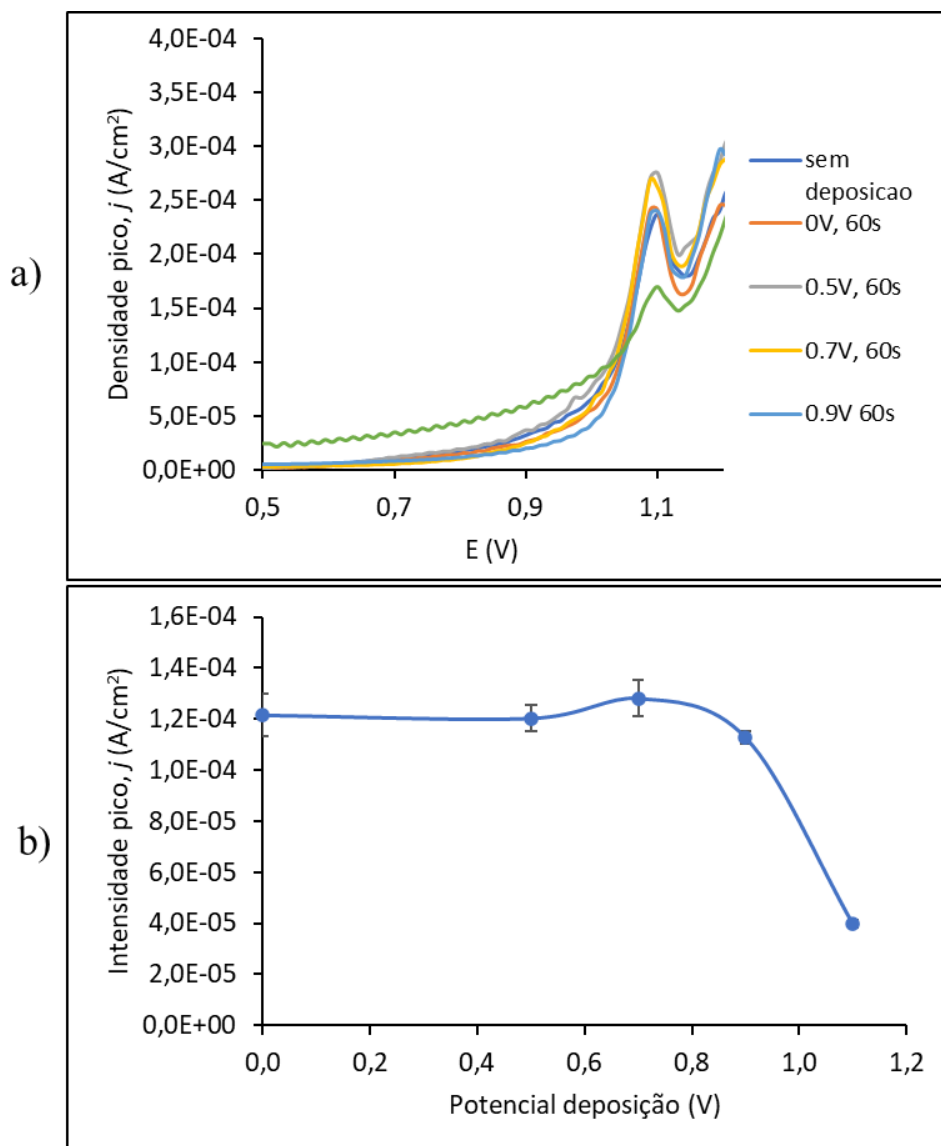 a)
Densidade pico, j (A/cm²)
4,0E-04
3,5E-04
3,0E-04
2,5E-04
2,0E-04
1,5E-04
1,0E-04
5,0E-05
0,0E+00
0,5
0,7
0,9
1,1
E (V)
sem
deposicao
0V, 60s
0.5V, 60s
0.7V, 60s
0.9V 60s
b)
Intensidade pico, j (A/cm²)
1,6E-04
1,4E-04
1,2E-04
1,0E-04
8,0E-05
6,0E-05
4,0E-05
2,0E-05
0,0E+00
0,0
0,2
0,4
0,6
0,8
1,0
1,2
Potencial deposição (V)